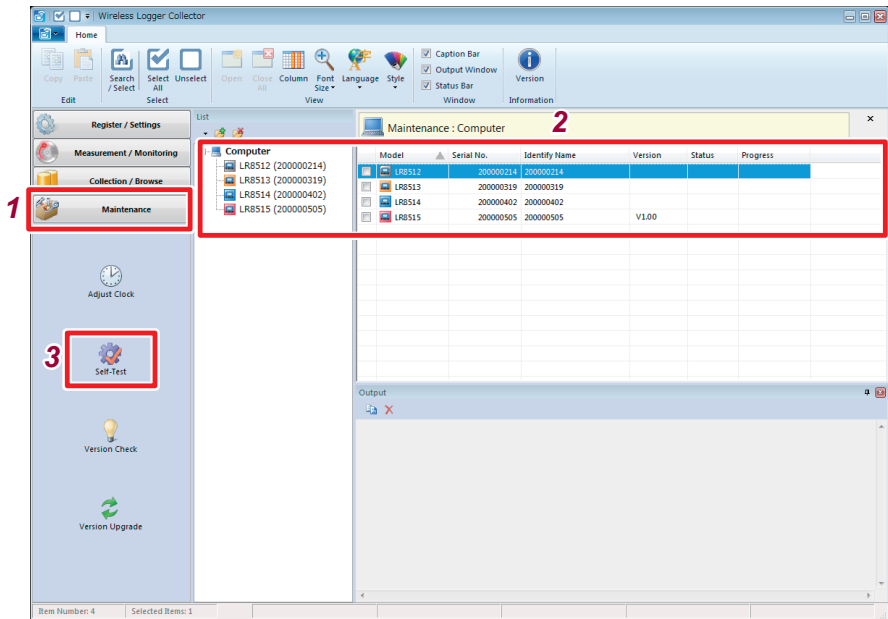 Wireless Logger Collector
Home
Copy Paste Search / Select Select All Unselect Open Close All Column Font Size Language Style Caption Bar Output Window Status Bar Version
Edit Select View Window Information
Register / Settings
Measurement / Monitoring
Collection / Browse
1 Maintenance
Adjust Clock
3 Self-Test
Version Check
Version Upgrade
List
Computer
LR8512 (200000214)
LR8513 (200000319)
LR8514 (200000402)
LR8515 (200000505)
Maintenance : Computer 2
Model Serial No. Identify Name Version Status Progress
LR8512 200000214 200000214
LR8513 200000319 200000319
LR8514 200000402 200000402
LR8515 200000505 200000505 V1.00
Output
Item Number: 4 Selected Items: 1